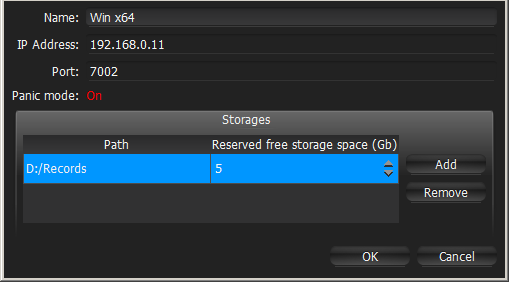 Name: Win x64
IP Address: 192.168.0.11
Port: 7002
Panic mode: On
Storages
Path Reserved free storage space (Gb)
D:/Records 5
Add
Remove
OK Cancel